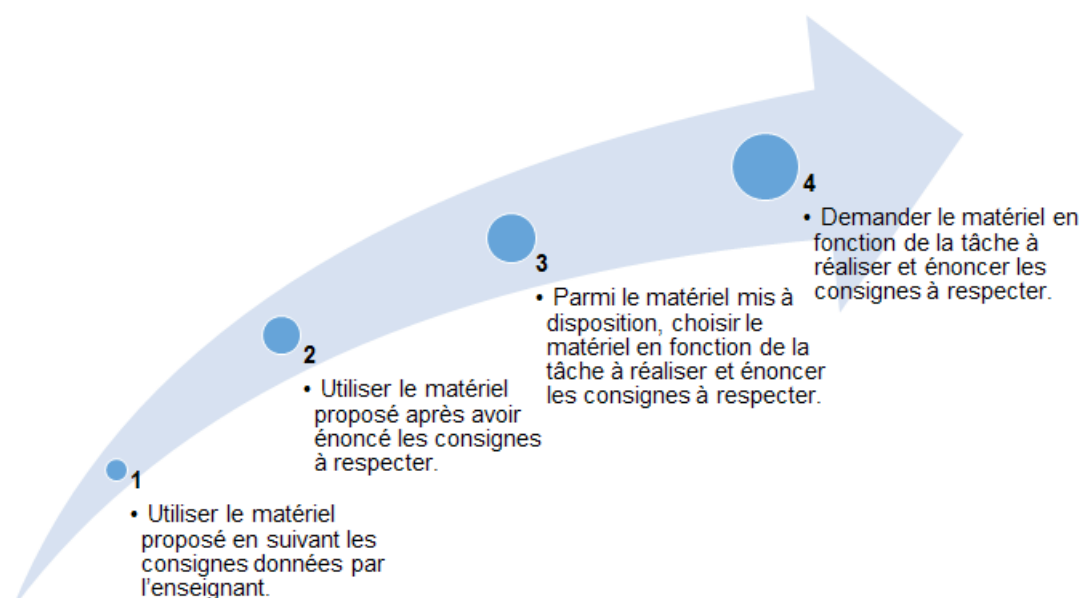 1
• Utiliser le matériel
proposé en suivant les
consignes données par
l'enseignant.
2
• Utiliser le matériel
proposé après avoir
énoncé les consignes
à respecter.
3
• Parmi le matériel mis à
disposition, choisir le
matériel en fonction de la
tâche à réaliser et énoncer
les consignes à respecter.
4
• Demander le matériel en
fonction de la tâche à
réaliser et énoncer les
consignes à respecter.